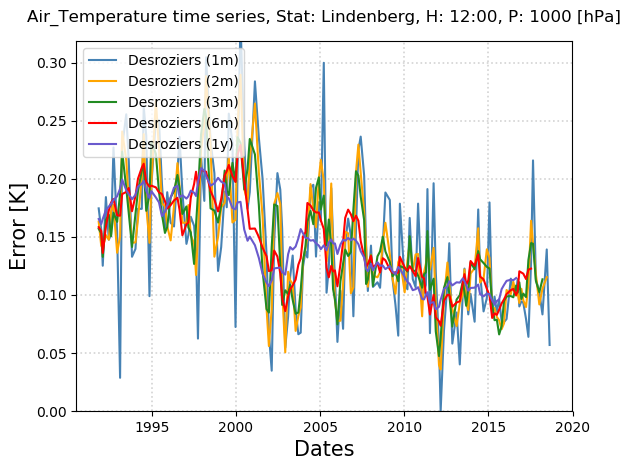 Air_Temperature time series, Stat: Lindenberg, H: 12:00, P: 1000 [hPa]
Error [K]
0.30
0.25
0.20
0.15
0.10
0.05
0.00
Desroziers (1m)
Desroziers (2m)
Desroziers (3m)
Desroziers (6m)
Desroziers (1y)
1995 2000 2005 2010 2015 2020
Dates